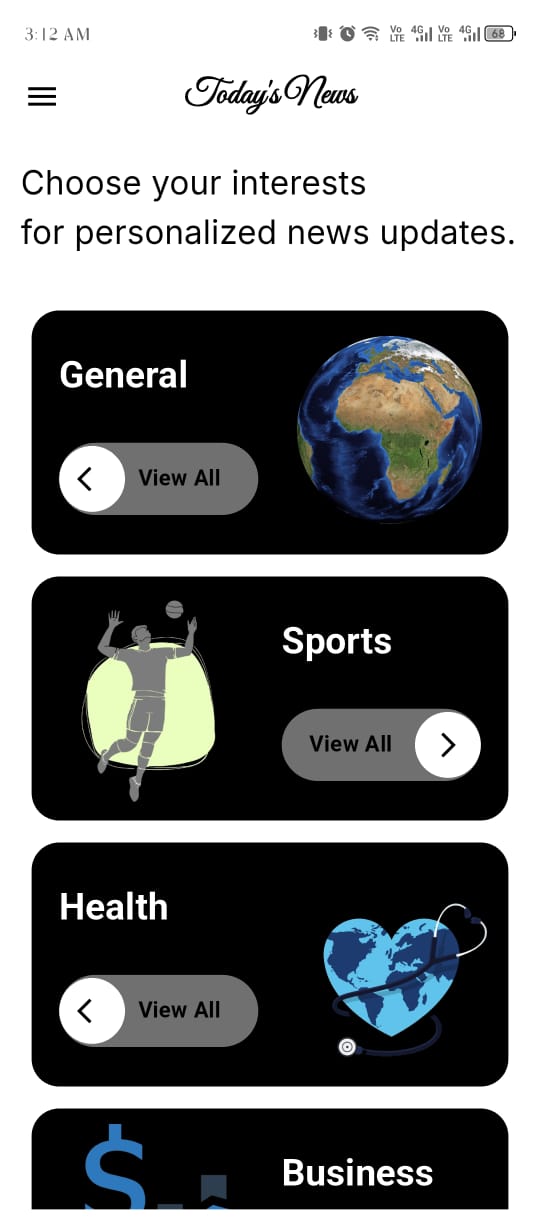 3:12 AM
Vo LTE 4G Vo LTE 4G 68
Today's News
Choose your interests
for personalized news updates.
General
View All
Sports
View All
Health
View All
$
Business